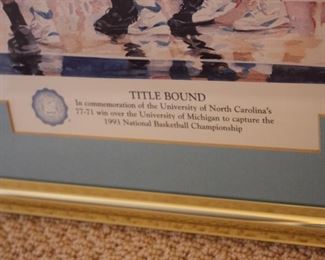 TITLE BOUND
In commemoration of the University of North Carolina's
77-71 win over the University of Michigan to capture the
1993 National Basketball Championship